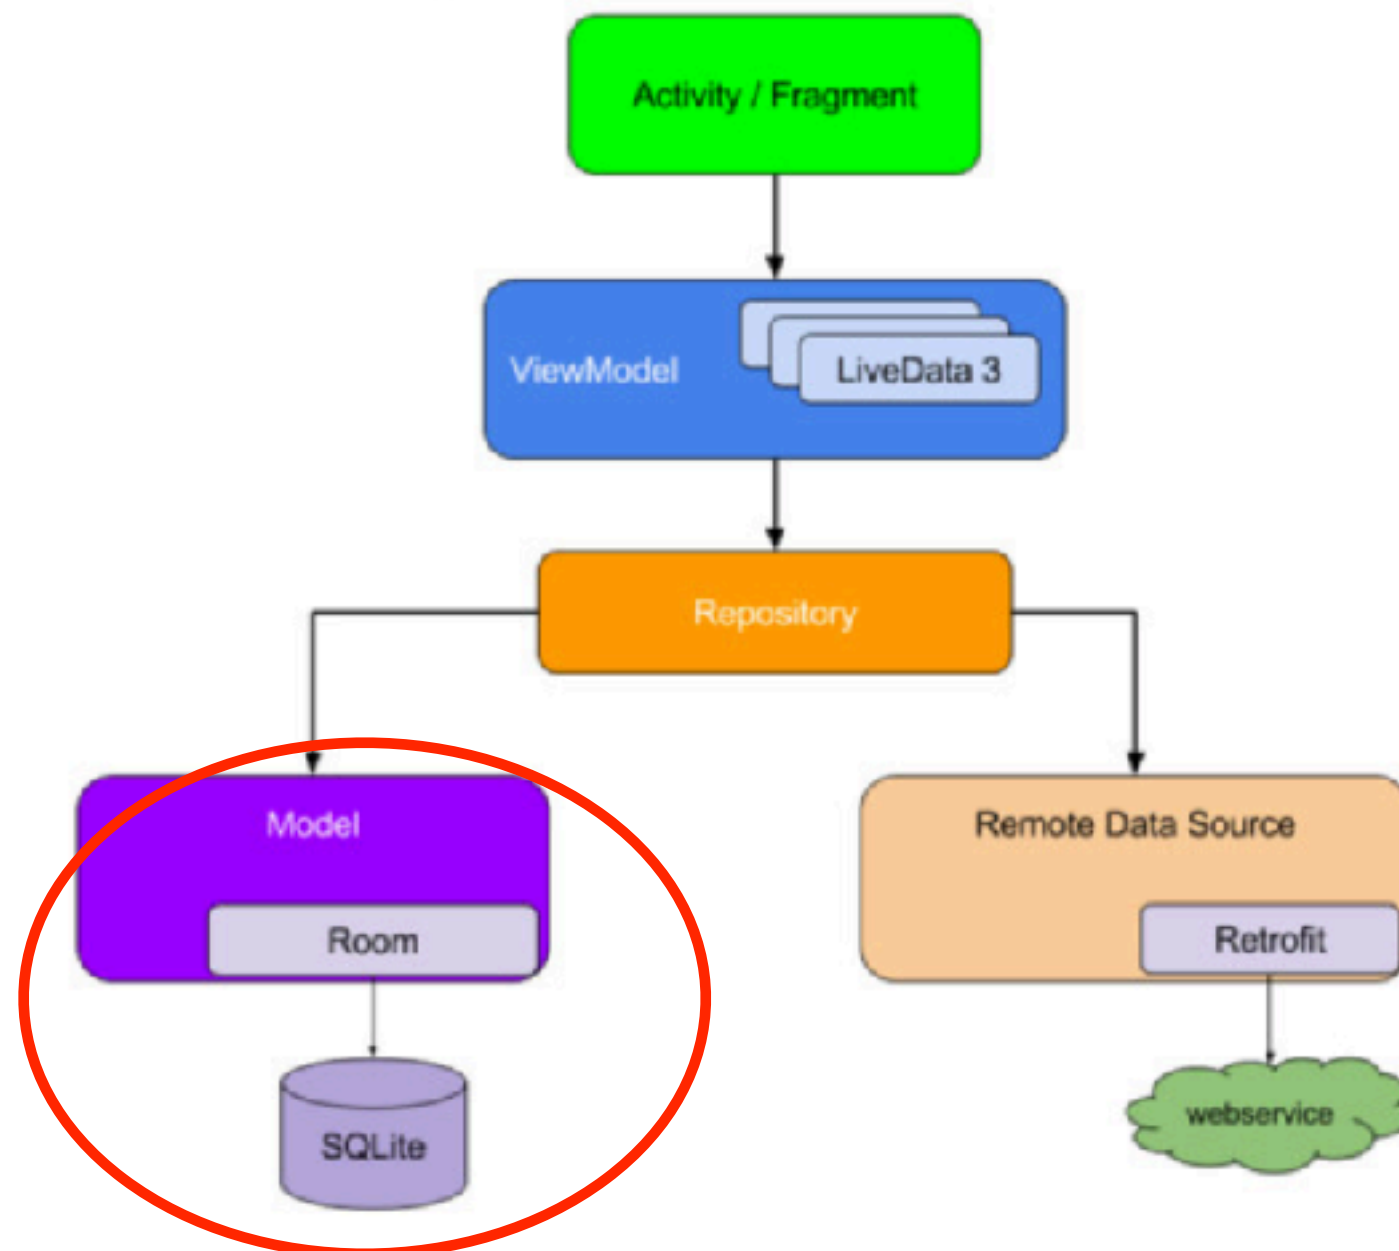 Activity / Fragment
ViewModel
LiveData 3
Repository
Model
Remote Data Source
Room
Retrofit
SQLite
webservice